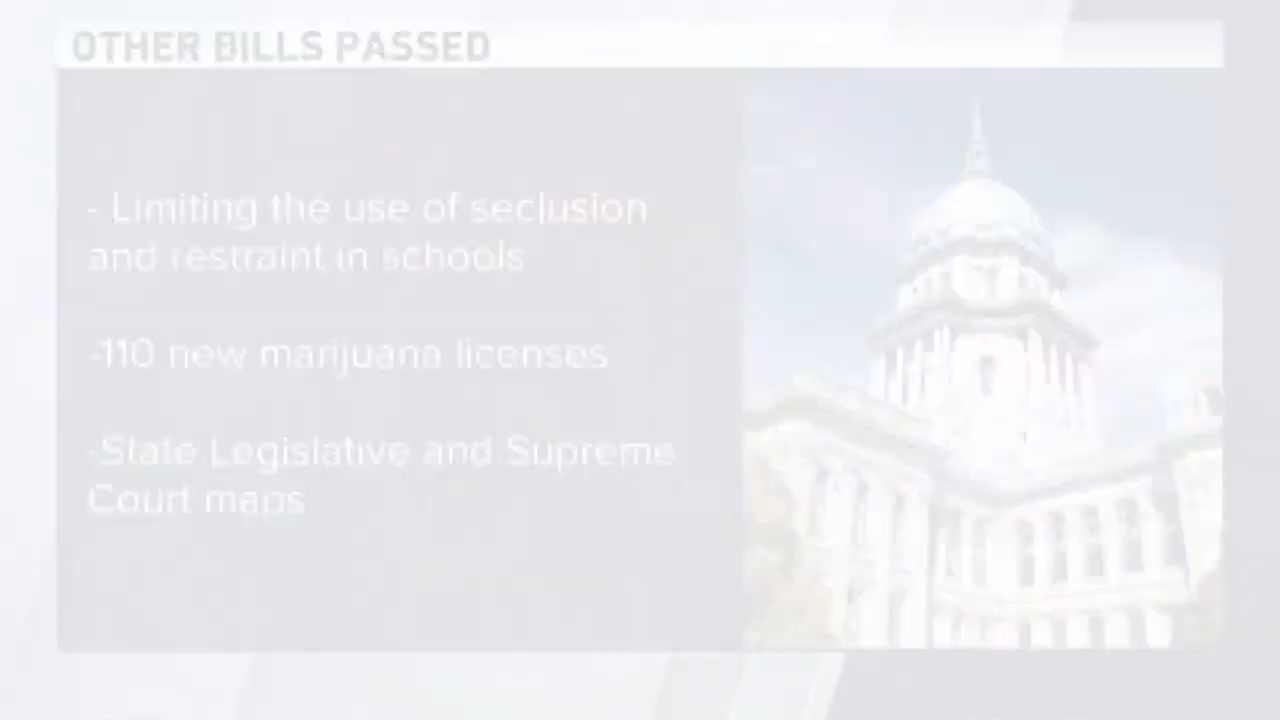 OTHER BILLS PASSED
- Limiting the use of seclusion
and restraint in schools
-110 new marijuana licenses
-State Legislative and Supreme
Court maps